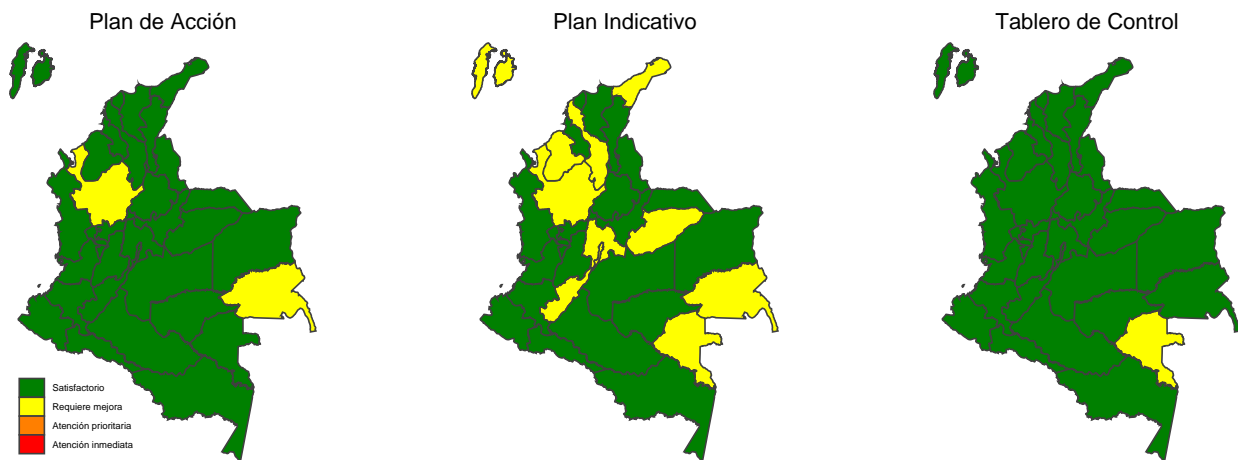 Plan de Acción
Plan Indicativo
Tablero de Control
Satisfactorio
Requiere mejora
Atención prioritaria
Atención inmediata